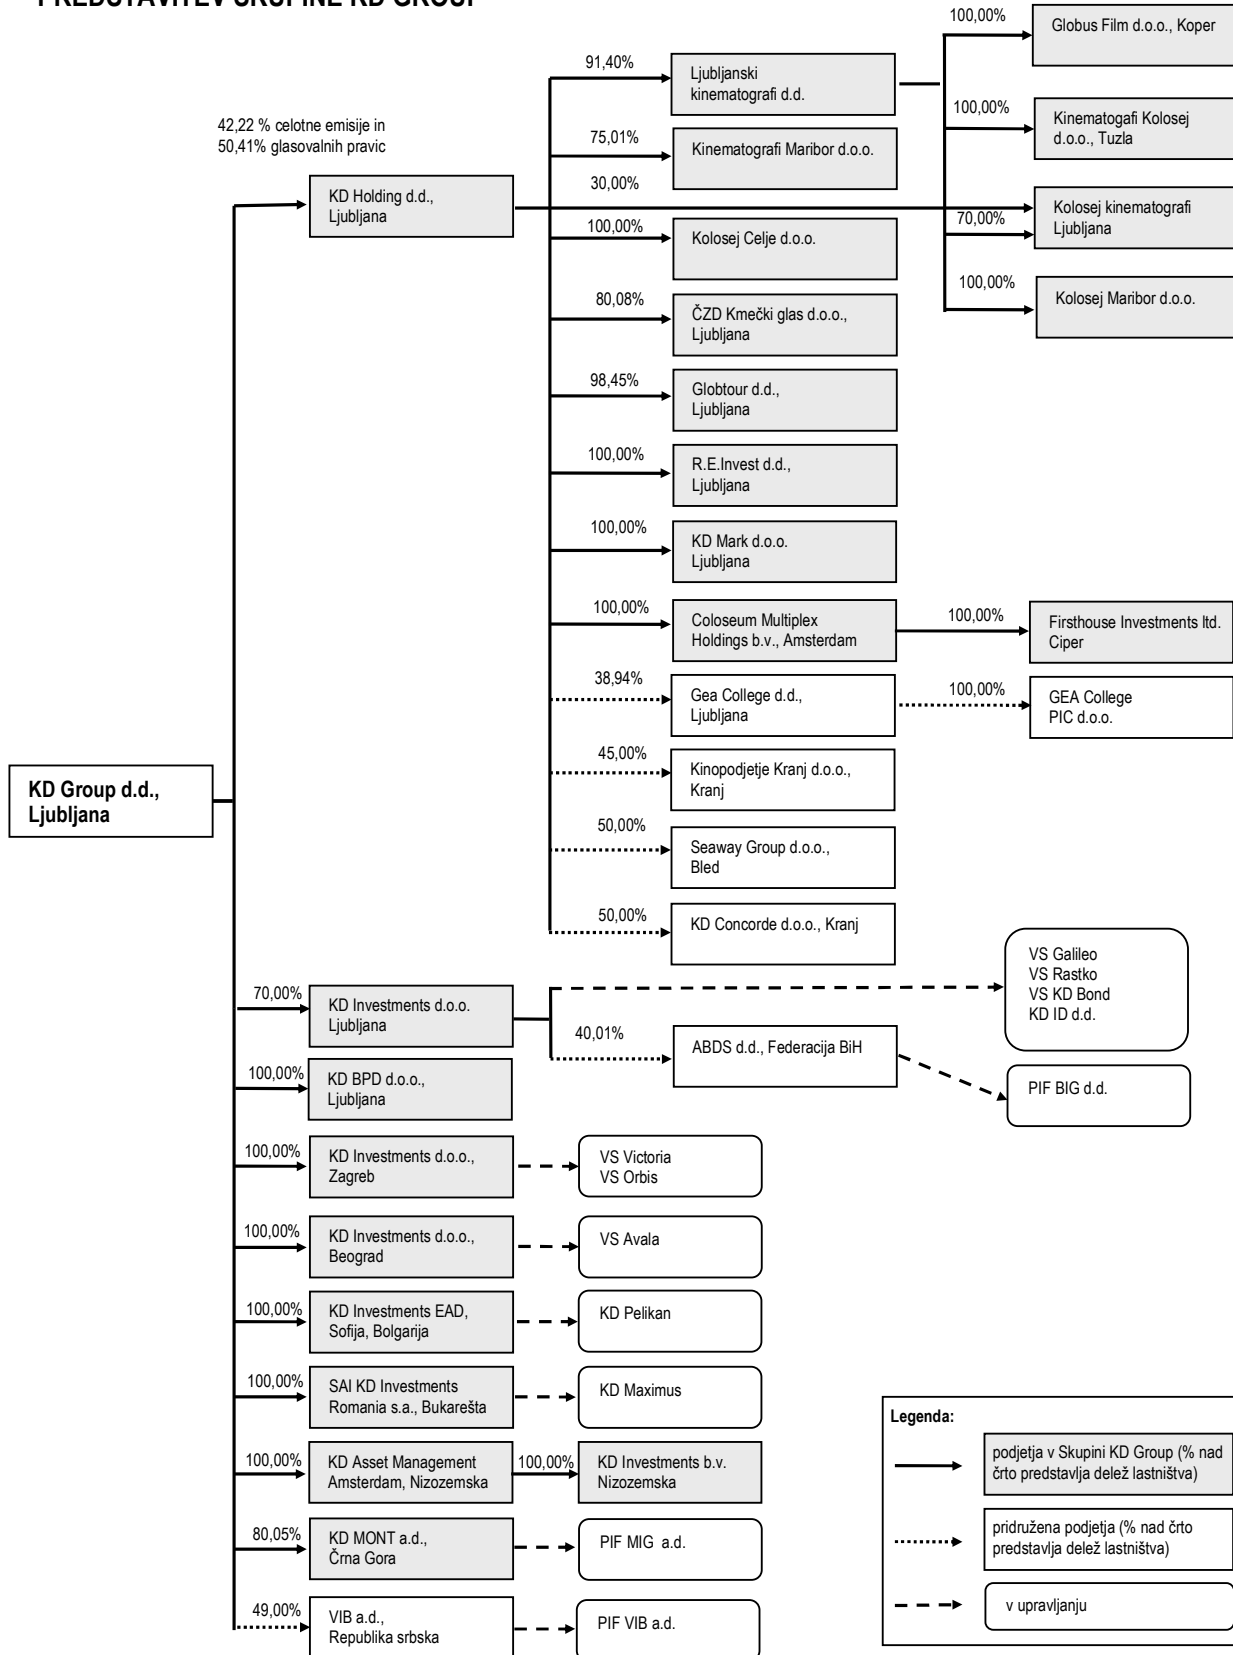 PREDSTAVITEV SKUPINE KD GROUP
100,00%
Globus Film d.o.o., Koper
91,40%
Ljubljanski
kinematografi d.d.
100,00%
Kinematogafi Kolosej
d.o.o., Tuzla
42,22 % celotne emisije in
50,41% glasovalnih pravic
75,01%
Kinematografi Maribor d.o.o.
KD Holding d.d.,
Ljubljana
30,00%
70,00%
Kolosej kinematografi
Ljubljana
100,00%
Kolosej Celje d.o.o.
100,00%
Kolosej Maribor d.o.o.
80,08%
ČZD Kmečki glas d.o.o.,
Ljubljana
98,45%
Globtour d.d.,
Ljubljana
100,00%
R.E.Invest d.d.,
Ljubljana
100,00%
KD Mark d.o.o.
Ljubljana
100,00%
Coloseum Multiplex
Holdings b.v., Amsterdam
100,00%
Firsthouse Investments ltd.
Ciper
38,94%
Gea College d.d.,
Ljubljana
100,00%
GEA College
PIC d.o.o.
45,00%
Kinopodjetje Kranj d.o.o.,
Kranj
KD Group d.d.,
Ljubljana
50,00%
Seaway Group d.o.o.,
Bled
50,00%
KD Concorde d.o.o., Kranj
70,00%
KD Investments d.o.o.
Ljubljana
VS Galileo
VS Rastko
VS KD Bond
KD ID d.d.
40,01%
ABDS d.d., Federacija BiH
PIF BIG d.d.
100,00%
KD BPD d.o.o.,
Ljubljana
100,00%
KD Investments d.o.o.,
Zagreb
VS Victoria
VS Orbis
100,00%
KD Investments d.o.o.,
Beograd
VS Avala
100,00%
KD Investments EAD,
Sofija, Bolgarija
KD Pelikan
100,00%
SAI KD Investments
Romania s.a., Bukarešta
KD Maximus
100,00%
KD Asset Management
Amsterdam, Nizozemska
100,00%
KD Investments b.v.
Nizozemska
80,05%
KD MONT a.d.,
Črna Gora
PIF MIG a.d.
49,00%
VIB a.d.,
Republika srbska
PIF VIB a.d.
Legenda:
podjetja v Skupini KD Group (% nad
črto predstavlja delež lastništva)
pridružena podjetja (% nad črto
predstavlja delež lastništva)
v upravljanju